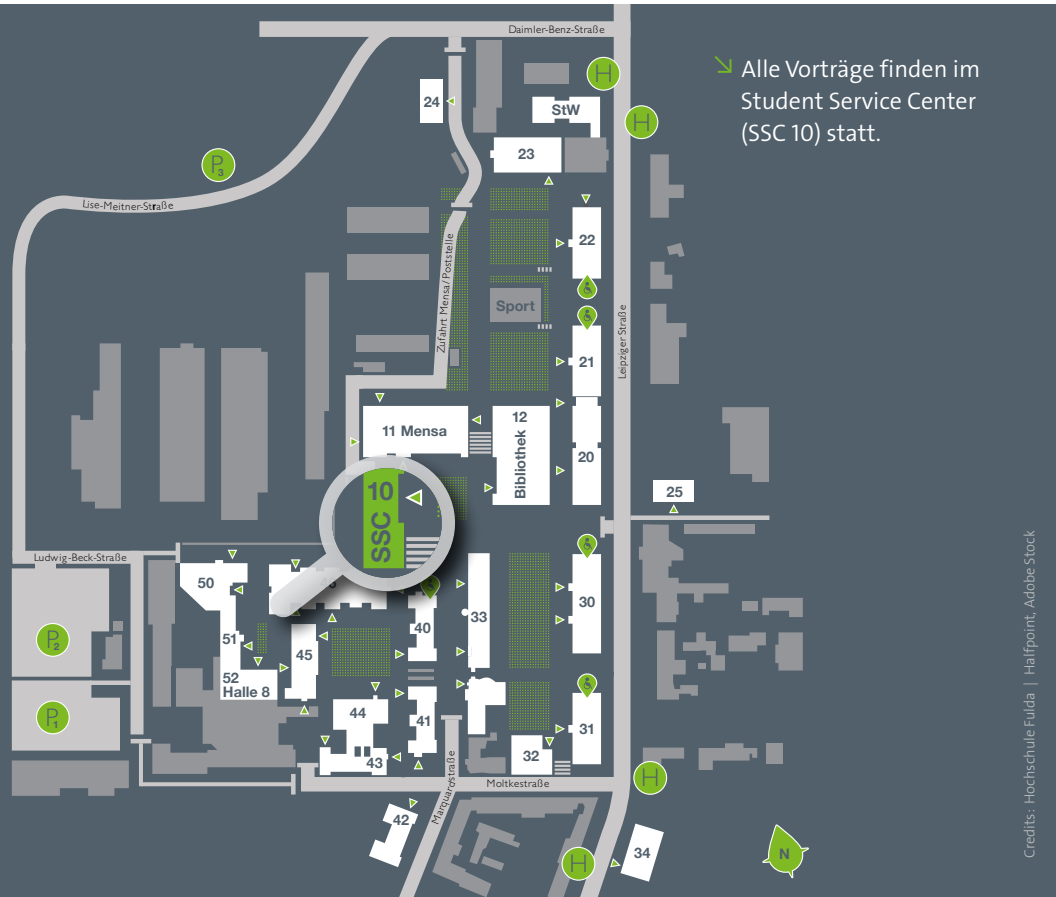 Daimler-Benz-Straße
↘ Alle Vorträge finden im
Student Service Center
(SSC 10) statt.
H
24
StW
H
23
P3
Lise-Meitner-Straße
22
Zufahrt Mensa/Poststelle
Sport
Leipziger Straße
21
11 Mensa
12
Bibliothek
20
10
SSC
25
Ludwig-Beck-Straße
50
30
33
40
P2
51
45
52
Halle 8
P1
44
41
31
32
43
Marquardstraße
Moltkestraße
H
42
34
H
N
Credits: Hochschule Fulda | Halfpoint, Adobe Stock